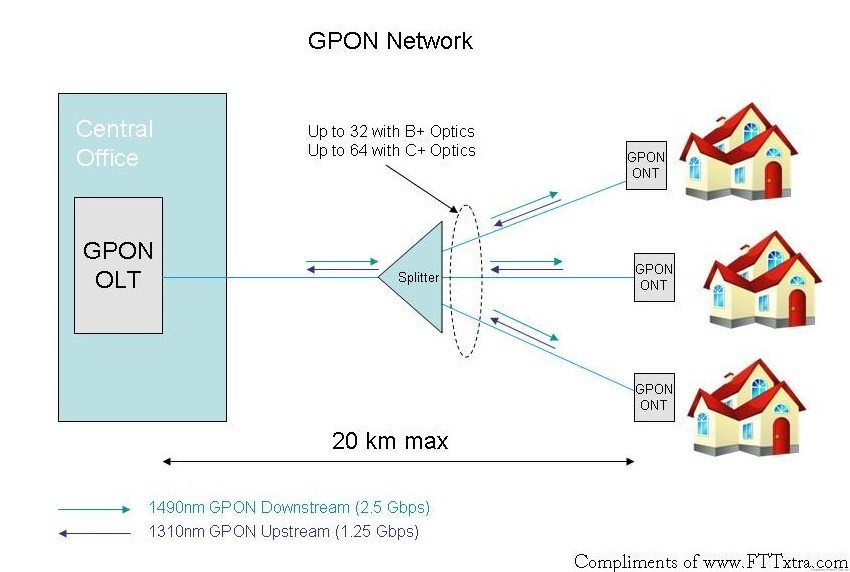 GPON Network
Central
Office
GPON
OLT
Up to 32 with B+ Optics
Up to 64 with C+ Optics
Splitter
GPON
ONT
GPON
ONT
GPON
ONT
20 km max
1490nm GPON Downstream (2.5 Gbps)
1310nm GPON Upstream (1.25 Gbps)
Compliments of www.FTTxtra.com